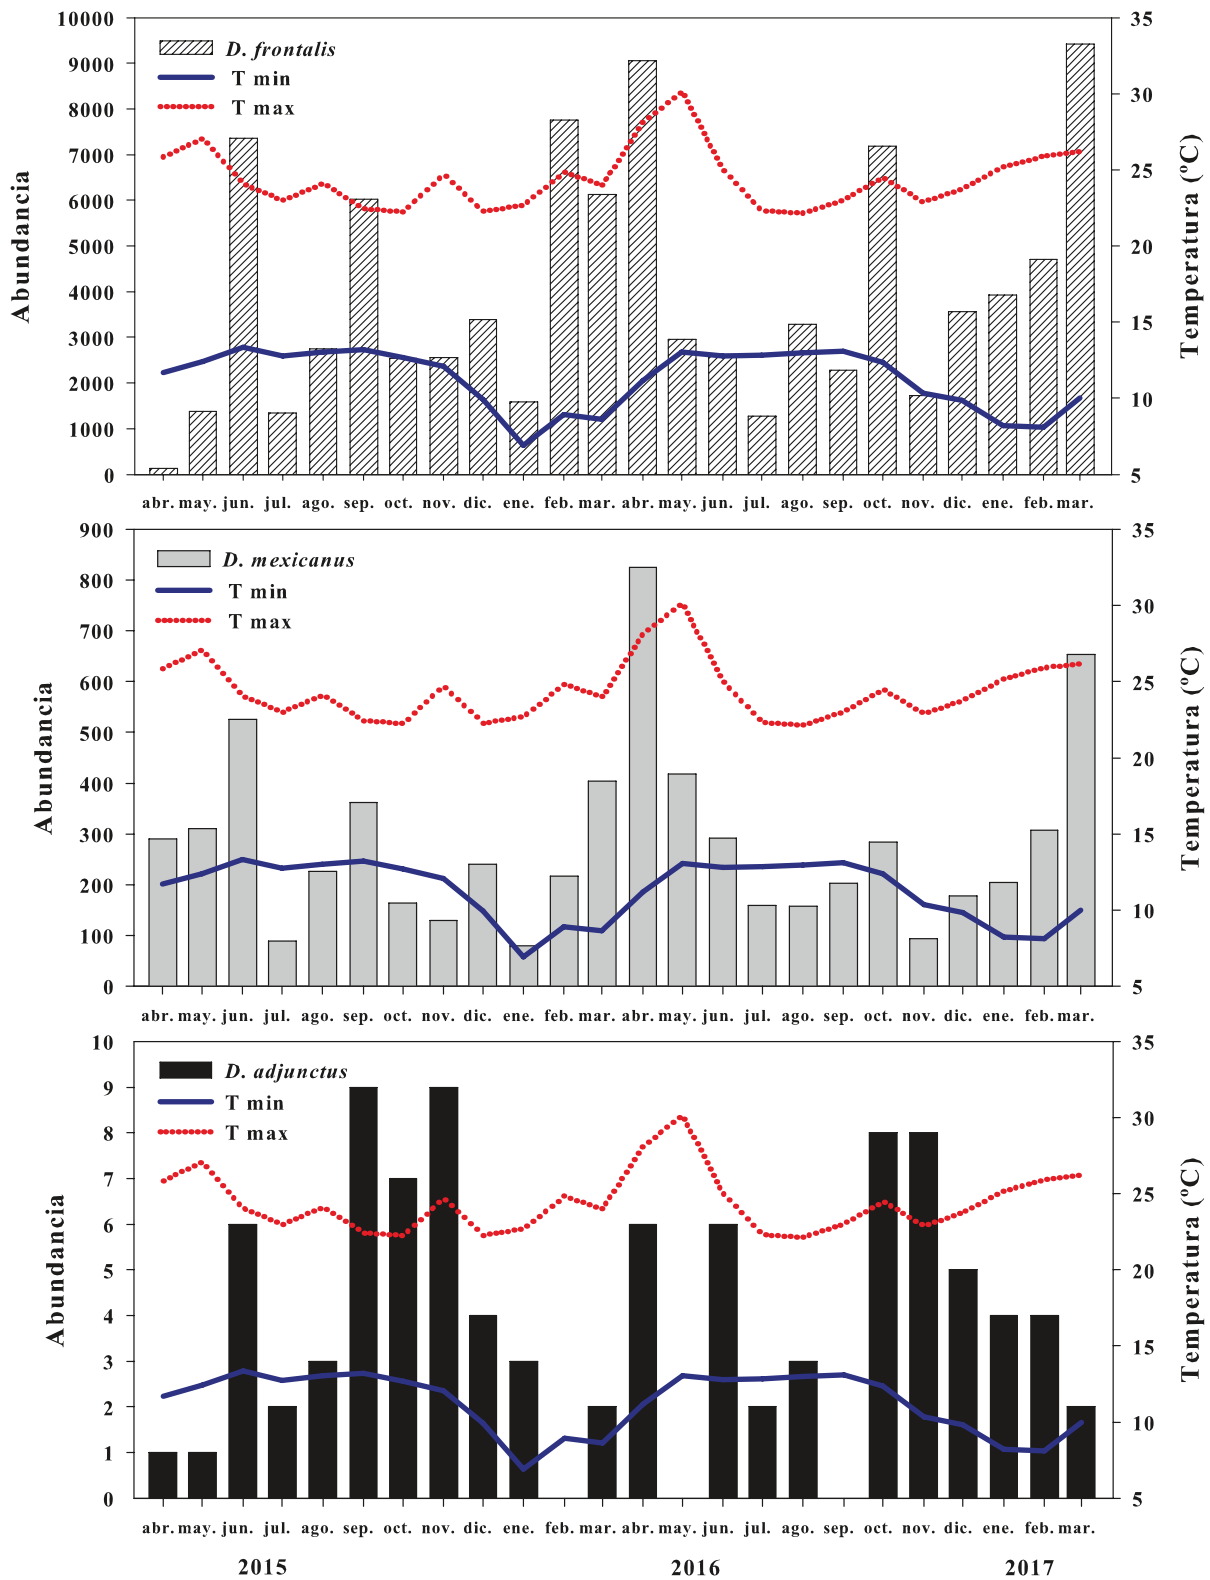 Abundancia
10000
9000
8000
7000
6000
5000
4000
3000
2000
1000
0
D. frontalis
T min
T max
35
30
25
20
15
10
5
Temperatura (ºC)
abr. may. jun. jul. ago. sep. oct. nov. dic. ene. feb. mar. abr. may. jun. jul. ago. sep. oct. nov. dic. ene. feb. mar.
Abundancia
900
800
700
600
500
400
300
200
100
0
D. mexicanus
T min
T max
35
30
25
20
15
10
5
Temperatura (ºC)
abr. may. jun. jul. ago. sep. oct. nov. dic. ene. feb. mar. abr. may. jun. jul. ago. sep. oct. nov. dic. ene. feb. mar.
Abundancia
10
9
8
7
6
5
4
3
2
1
0
D. adjunctus
T min
T max
35
30
25
20
15
10
5
Temperatura (ºC)
abr. may. jun. jul. ago. sep. oct. nov. dic. ene. feb. mar. abr. may. jun. jul. ago. sep. oct. nov. dic. ene. feb. mar.
2015 2016 2017